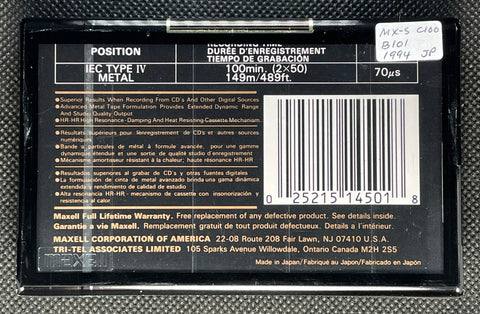 MX-S C100
B101
1994 JP
RECORDING TIME
POSITION
DURÉE D'ENREGISTREMENT
TIEMPO DE GRABACIÓN
IEC TYPE IV
METAL
100min. (2×50)
149m/489ft.
70µs
●Superior Results When Recording From CD's And Other Digital Sources
●Advanced Metal Tape Formulation Provides Extended Dynamic Range
And Studio Quality Output
●HR-HR High Resonance-Damping And Heat Resisting-Cassette Mechanism.
●Résultats supérieurs pour l'enregistrement de CD's et autres sources
numériques
●Bande à particules de métal à formule avancée, pour une gamme
dynamique étendue et une sortie de qualité studio d'enregistrement
●Mécanisme amortisseur résistant à la chaleur; haute résonance HR-HR
●Resultados superiores al grabar de CD's y otras fuentes digitales
●La formulación de cinta de metal avanzado brinda una gama dinámica
extendida y rendimiento en calidad de estudio
●Alta resonancia HR-HR - mecanismo de cassette con insonorización y
resistencia al calor
0 25215 14501 8
Maxell Full Lifetime Warranty. Free replacement of any defective product. See inside.
Garantie a vie Maxell. Remplacement gratuit de tout produit defectueux. Details a l'interieur.
MAXELL CORPORATION OF AMERICA 22-08 Route 208 Fair Lawn, NJ 07410 U.S.A.
TRI-TEL ASSOCIATES LIMITED 105 Sparks Avenue Willowdale, Ontario Canada M2H 2S5
maxell
Made in Japan/Fabriqué au Japon/Fabricado en Japón